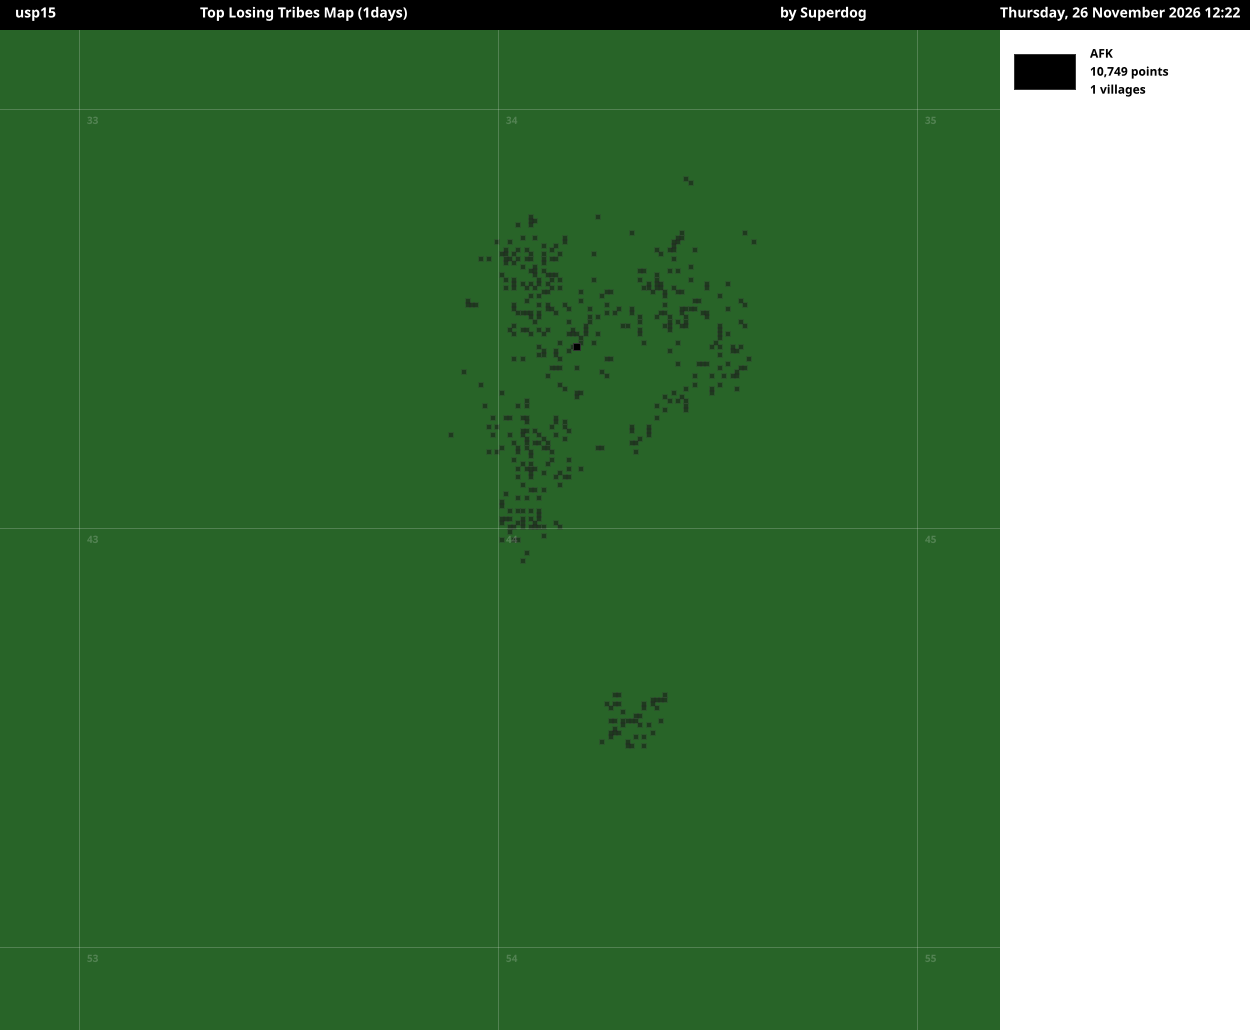 usp15 Top Losing Tribes Map (1days) by Superdog Thursday, 26 November 2026 12:22
AFK
10,749 points
1 villages
33 34 35
43 44 45
53 54 55